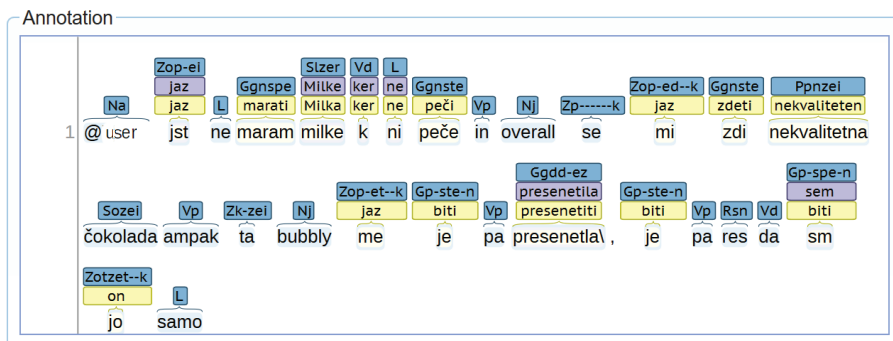 Annotation
Zop-ei Slzer Vd L
jaz Milke ker ne
Na jaz L Ggnspe marati Milka ker ne Ggnste peči Vp Nj Zp------k Zop-ed--k jaz Ggnste zdeti Ppnzei nekvaliteten
1 @user jst ne maram milke k ni peče in overall se mi zdi nekvalitetna
Ggdd-ez Gp-spe-n
Zop-et--k Gp-ste-n presenetila Gp-ste-n sem
Sozei Vp Zk-zei Nj jaz biti Vp presenetiti biti Vp Rsn Vd biti
čokolada ampak ta bubbly me je pa presenetla\ , je pa res da sm
Zotzet--k
on L
jo samo